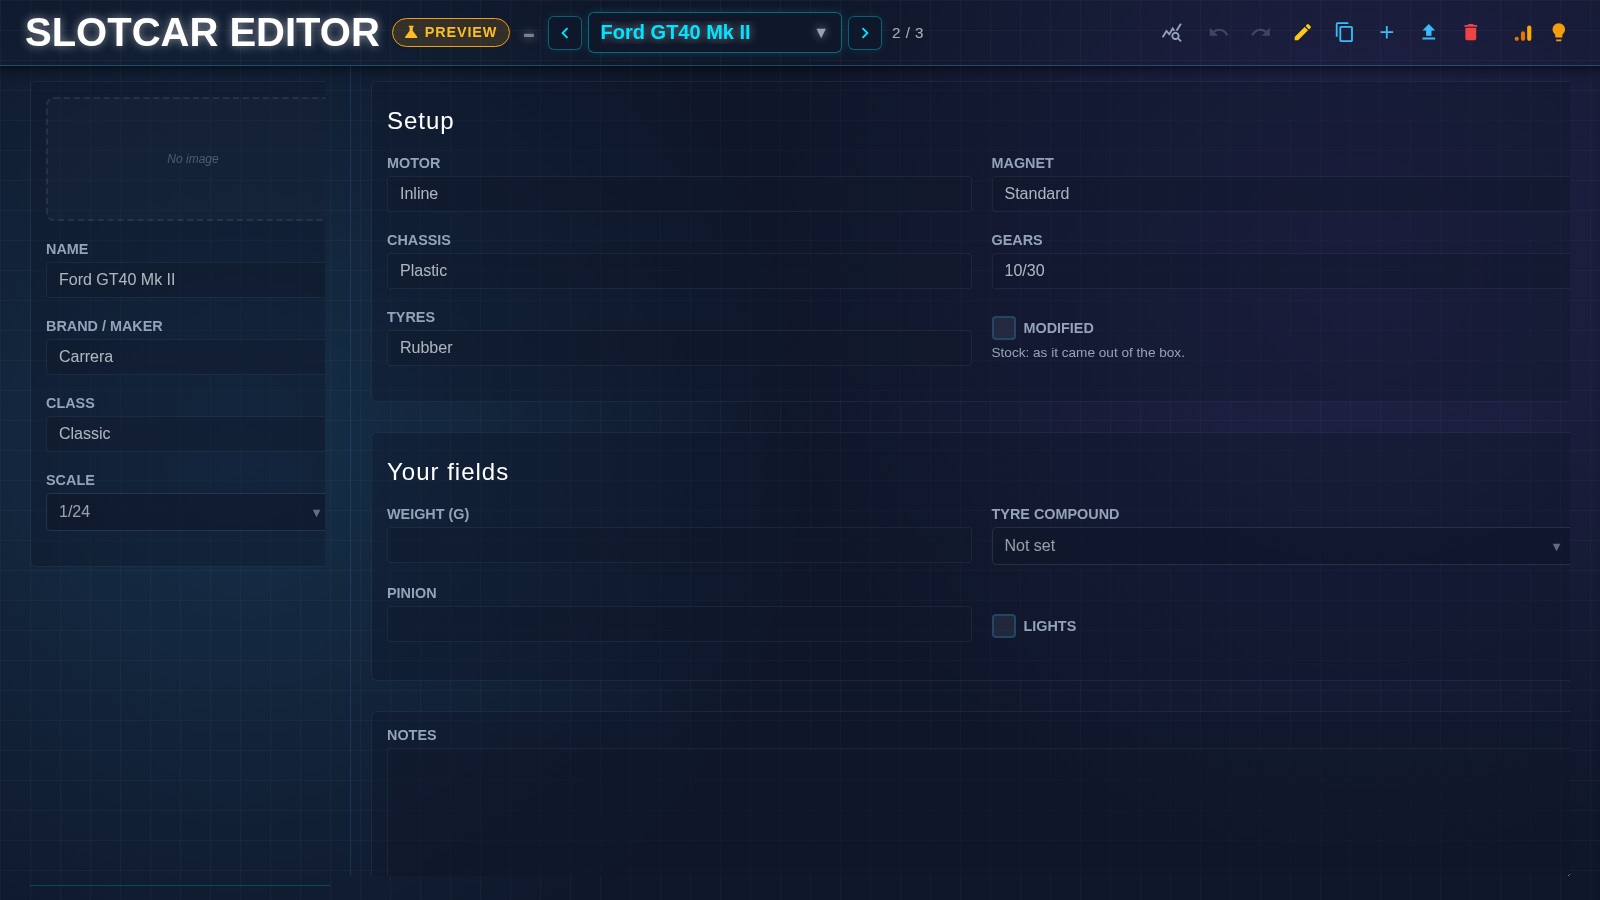 SLOTCAR EDITOR
PREVIEW
Ford GT40 Mk II
2 / 3
No image
NAME
Ford GT40 Mk II
BRAND / MAKER
Carrera
CLASS
Classic
SCALE
1/24
Setup
MOTOR
Inline
MAGNET
Standard
CHASSIS
Plastic
GEARS
10/30
TYRES
Rubber
MODIFIED
Stock: as it came out of the box.
Your fields
WEIGHT (G)
TYRE COMPOUND
Not set
PINION
LIGHTS
NOTES